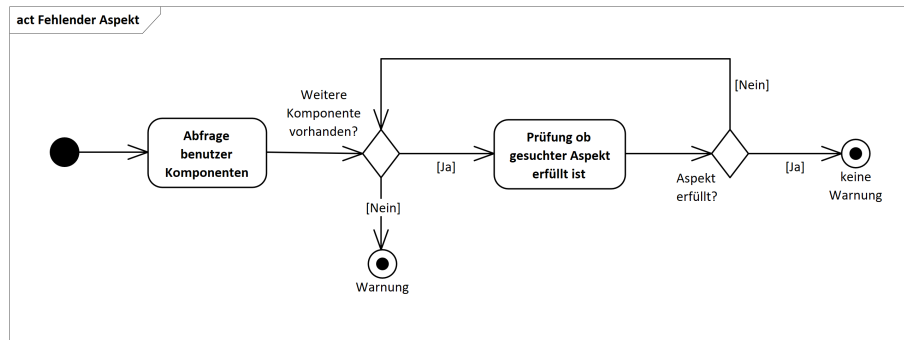 act Fehlender Aspekt
Abfrage
benutzer
Komponenten
Weitere
Komponente
vorhanden?
[Ja]
[Nein]
Warnung
Prüfung ob
gesuchter Aspekt
erfüllt ist
Aspekt
erfüllt?
[Nein]
[Ja]
keine
Warnung